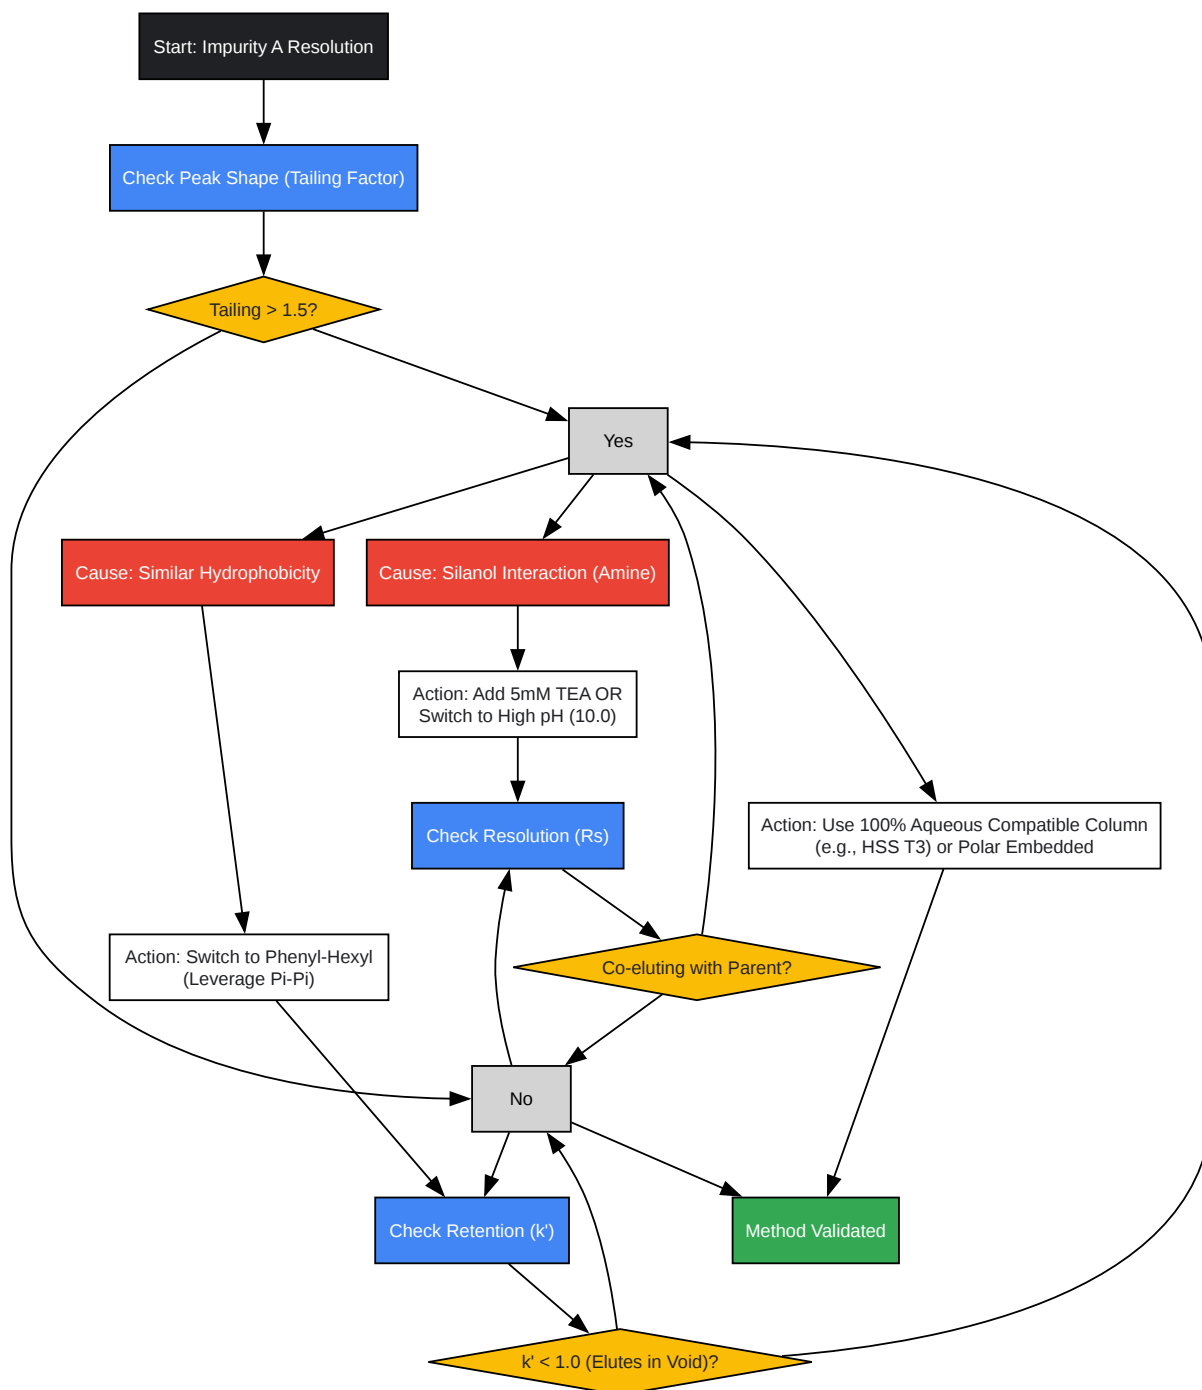 Start: Impurity A Resolution
Check Peak Shape (Tailing Factor)
Tailing > 1.5?
Yes
Cause: Similar Hydrophobicity
Cause: Silanol Interaction (Amine)
Action: Add 5mM TEA OR
Switch to High pH (10.0)
Check Resolution (Rs)
Action: Use 100% Aqueous Compatible Column
(e.g., HSS T3) or Polar Embedded
Action: Switch to Phenyl-Hexyl
(Leverage Pi-Pi)
Co-eluting with Parent?
No
Check Retention (k')
Method Validated
k' < 1.0 (Elutes in Void)?